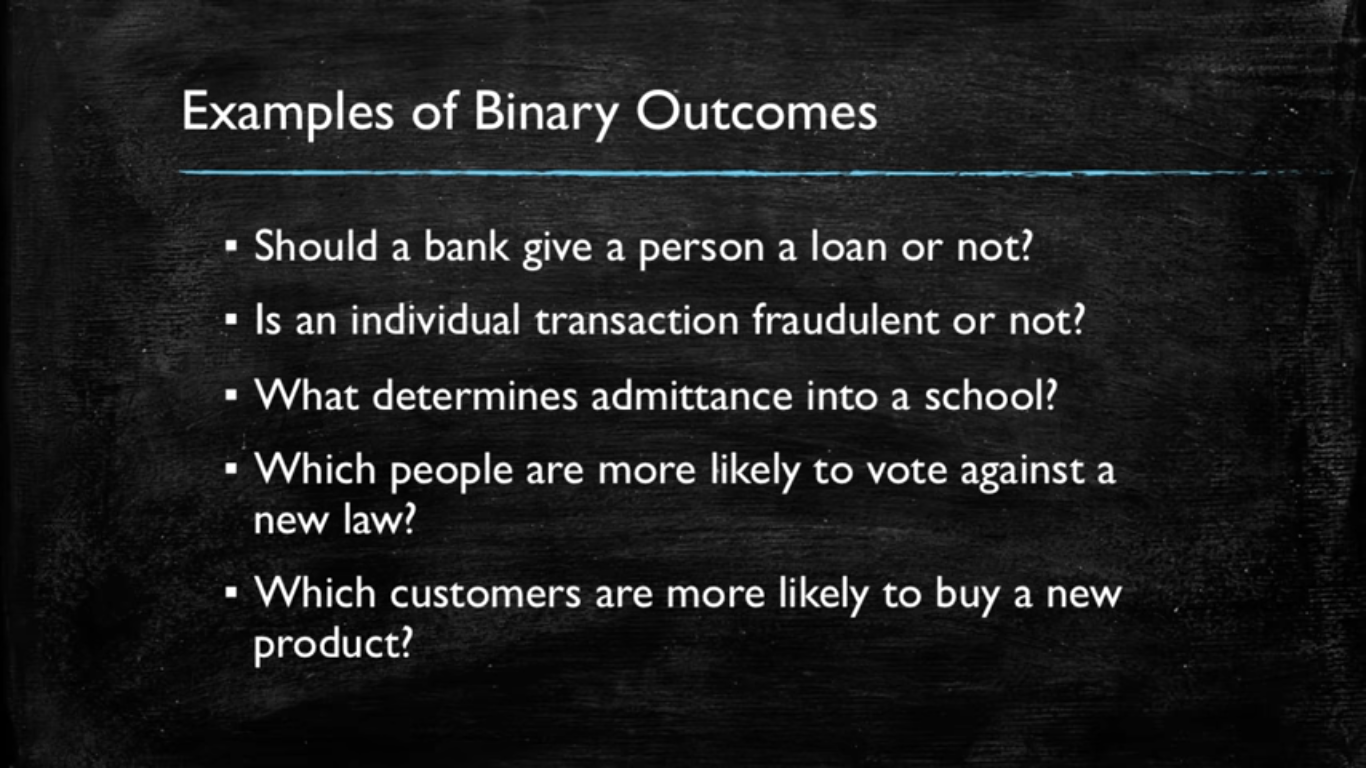 Examples of Binary Outcomes
▪ Should a bank give a person a loan or not?
▪ Is an individual transaction fraudulent or not?
▪ What determines admittance into a school?
▪ Which people are more likely to vote against a
new law?
▪ Which customers are more likely to buy a new
product?